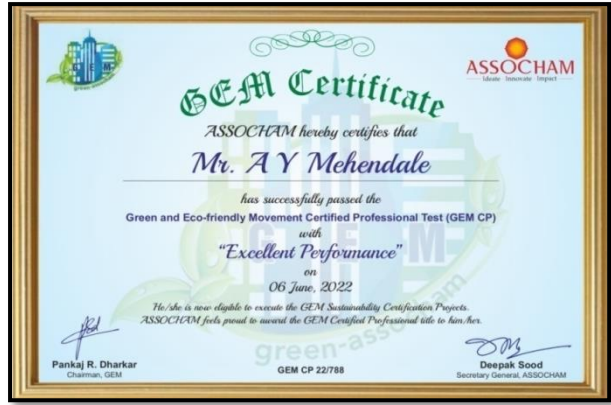 GEM
ASSOCHAM
Ideate Innovate Impact
GEM Certificate
ASSOCHAM hereby certifies that
Mr. A Y Mehendale
has successfully passed the
Green and Eco-friendly Movement Certified Professional Test (GEM CP)
with
"Excellent Performance"
on
06 June, 2022
He/she is now eligible to execute the GEM Sustainability Certification Projects.
ASSOCHAM feels proud to award the GEM Certified Professional title to him/her.
Pankaj R. Dharkar
Chairman, GEM
GEM CP 22/788
Deepak Sood
Secretary General, ASSOCHAM